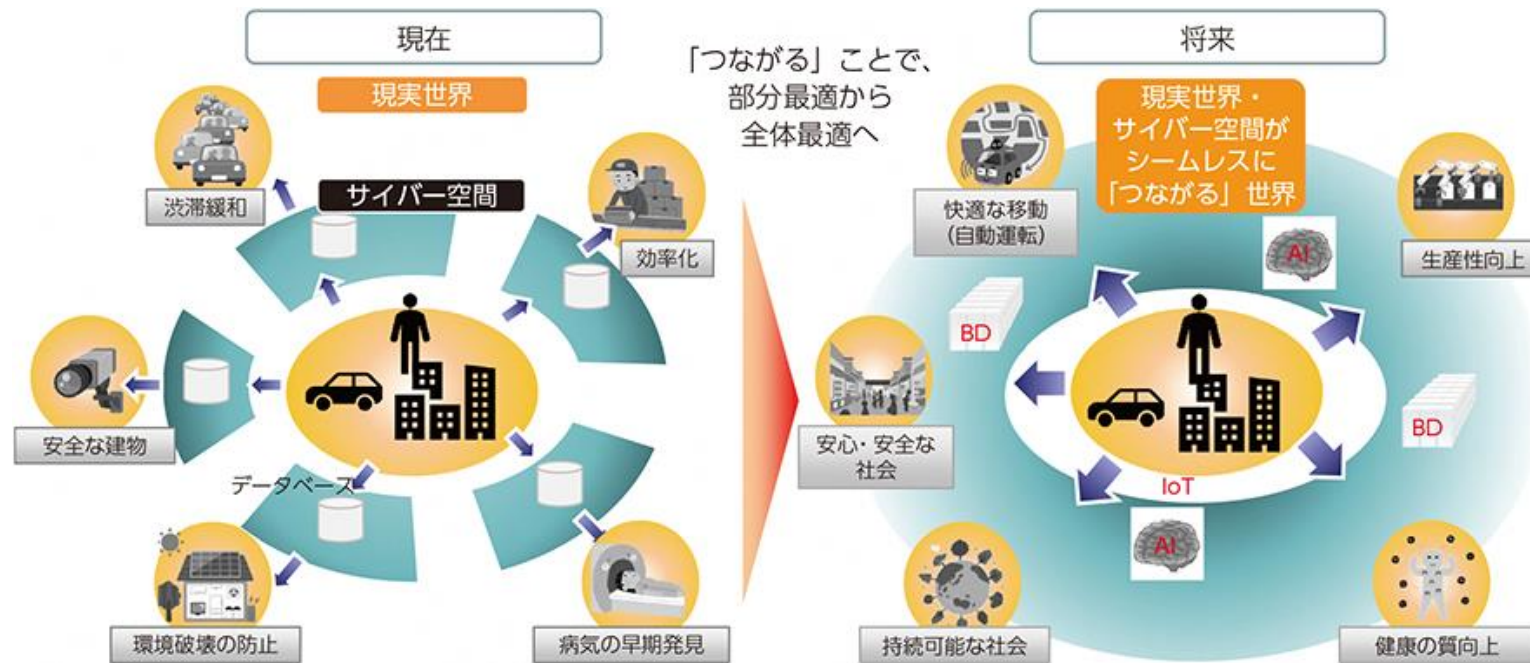 現在
現実世界
サイバー空間
渋滞緩和
効率化
安全な建物
データベース
環境破壊の防止
病気の早期発見
「つながる」ことで、
部分最適から
全体最適へ
将来
現実世界・
サイバー空間が
シームレスに
「つながる」世界
快適な移動
(自動運転)
AI
生産性向上
BD
BD
安心・安全な
社会
IoT
AI
持続可能な社会
健康の質向上